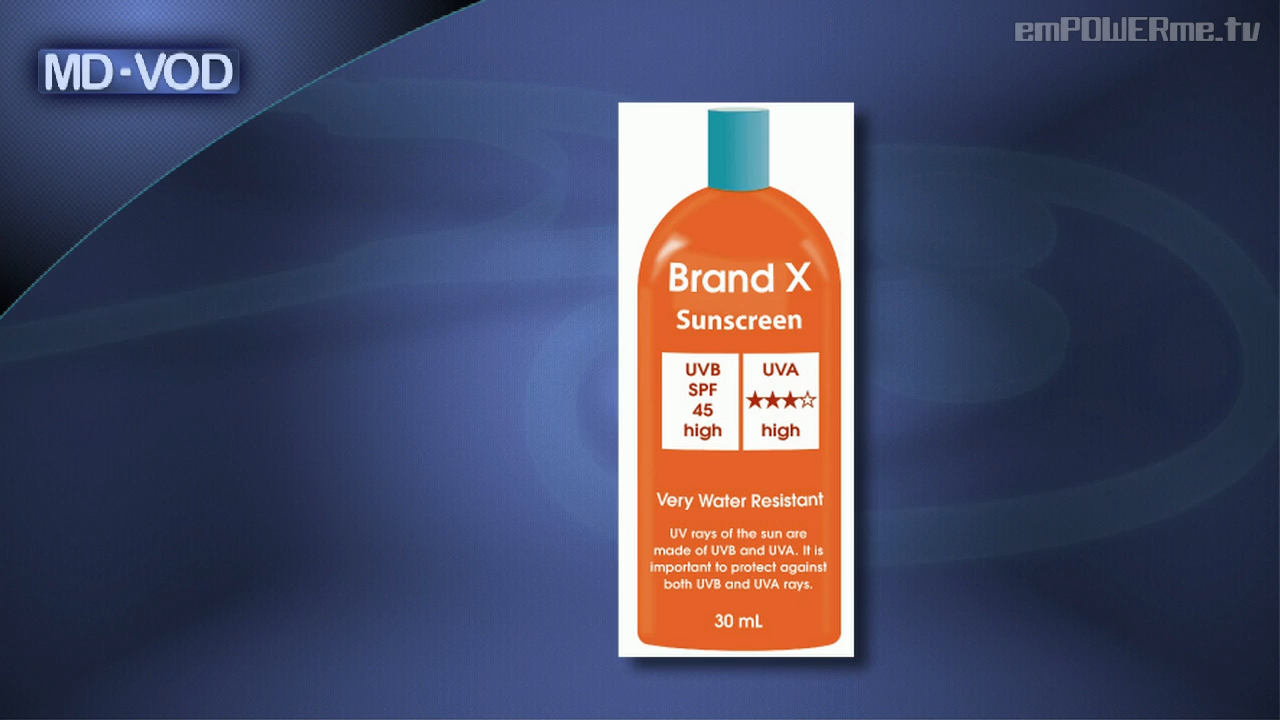 MD-VOD
emPOWERme.tv
Brand X
Sunscreen
UVB
SPF
45
high
UVA
★★★☆
high
Very Water Resistant
UV rays of the sun are
made of UVB and UVA. It is
important to protect against
both UVB and UVA rays.
30 mL